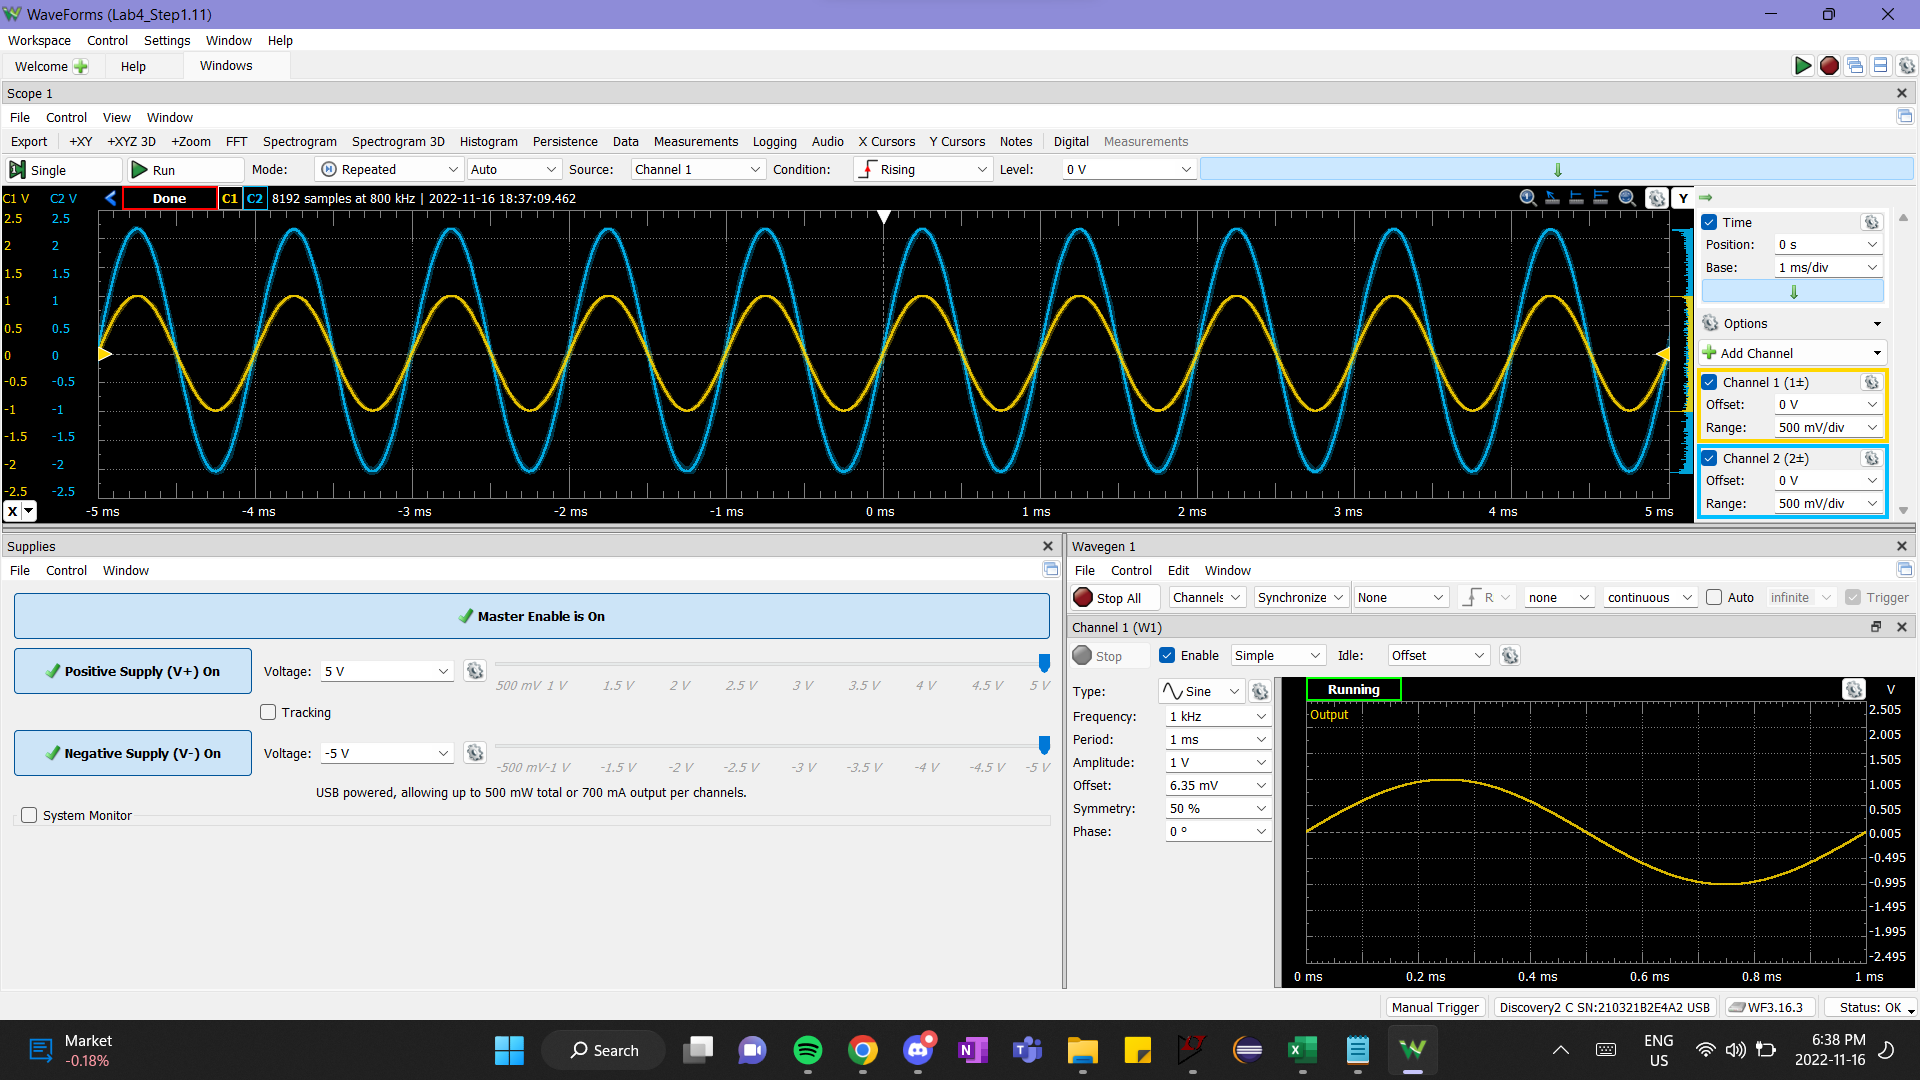 WaveForms (Lab4_Step1.11)
Workspace Control Settings Window Help
Welcome Help Windows
Scope 1
File Control View Window
Export +XY +XYZ 3D +Zoom FFT Spectrogram Spectrogram 3D Histogram Persistence Data Measurements Logging Audio X Cursors Y Cursors Notes Digital Measurements
Single Run Mode: Repeated Auto Source: Channel 1 Condition: Rising Level: 0 V
C1 V C2 V Done C1 C2 8192 samples at 800 kHz | 2022-11-16 18:37:09.462 Y
2.5 2.5
2 2
1.5 1.5
1 1
0.5 0.5
0 0
-0.5 -0.5
-1 -1
-1.5 -1.5
-2 -2
-2.5 -2.5
X -5 ms -4 ms -3 ms -2 ms -1 ms 0 ms 1 ms 2 ms 3 ms 4 ms 5 ms
Time
Position: 0 s
Base: 1 ms/div
Options
Add Channel
Channel 1 (1±)
Offset: 0 V
Range: 500 mV/div
Channel 2 (2±)
Offset: 0 V
Range: 500 mV/div
Supplies
File Control Window
Master Enable is On
Positive Supply (V+) On Voltage: 5 V
500 mV 1 V 1.5 V 2 V 2.5 V 3 V 3.5 V 4 V 4.5 V 5 V
Tracking
Negative Supply (V-) On Voltage: -5 V
-500 mV -1 V -1.5 V -2 V -2.5 V -3 V -3.5 V -4 V -4.5 V -5 V
USB powered, allowing up to 500 mW total or 700 mA output per channels.
System Monitor
Wavegen 1
File Control Edit Window
Stop All Channels Synchronize None R none continuous Auto infinite Trigger
Channel 1 (W1)
Stop Enable Simple Idle: Offset
Type: Sine
Frequency: 1 kHz
Period: 1 ms
Amplitude: 1 V
Offset: 6.35 mV
Symmetry: 50 %
Phase: 0 º
Running V
Output
2.505
2.005
1.505
1.005
0.505
0.005
-0.495
-0.995
-1.495
-1.995
-2.495
0 ms 0.2 ms 0.4 ms 0.6 ms 0.8 ms 1 ms
Manual Trigger Discovery2 C SN:210321B2E4A2 USB WF3.16.3 Status: OK
Market
-0.18%
Search
ENG
US
6:38 PM
2022-11-16